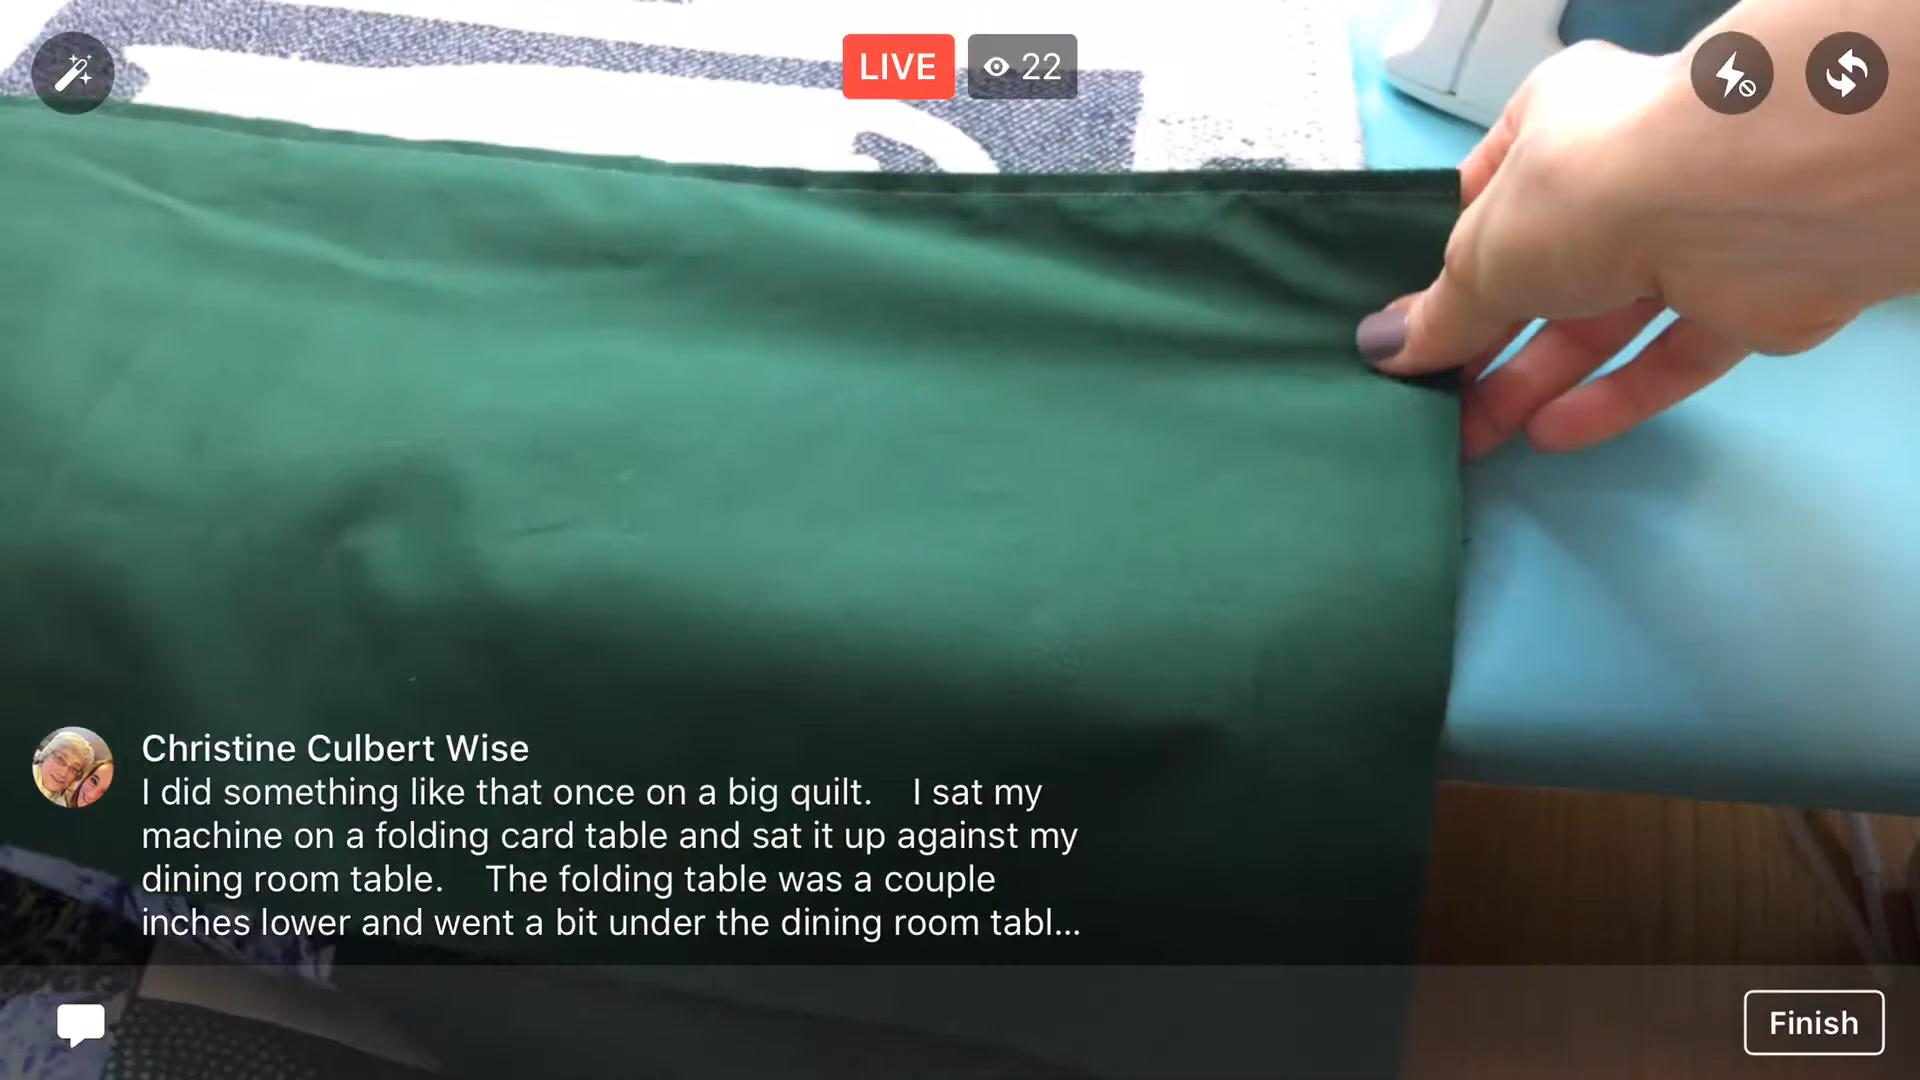 LIVE
22
Christine Culbert Wise
I did something like that once on a big quilt. I sat my
machine on a folding card table and sat it up against my
dining room table. The folding table was a couple
inches lower and went a bit under the dining room tabl...
Finish